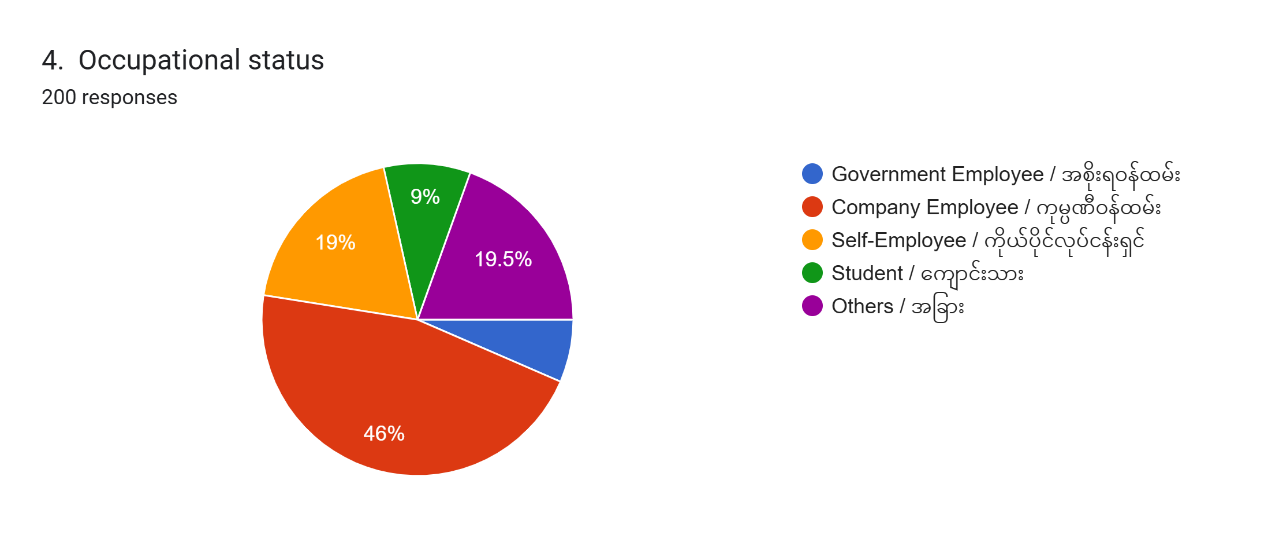 4. Occupational status
200 responses
9%
19%
19.5%
46%
Government Employee / အစိုးရဝန်ထမ်း
Company Employee / ကုမ္ပဏီဝန်ထမ်း
Self-Employee / ကိုယ်ပိုင်လုပ်ငန်းရှင်
Student / ကျောင်းသား
Others / အခြား